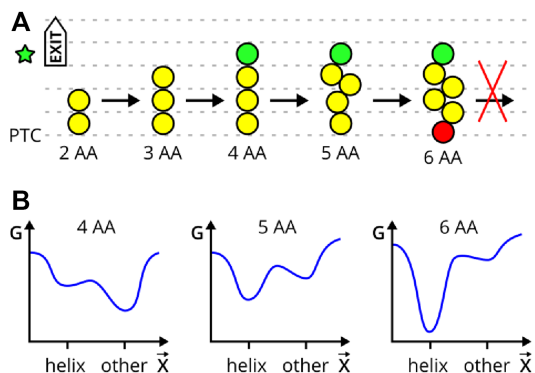 A
EXIT
PTC
2 AA 3 AA 4 AA 5 AA 6 AA
B
G 4 AA G 5 AA G 6 AA
helix other X helix other X helix other X